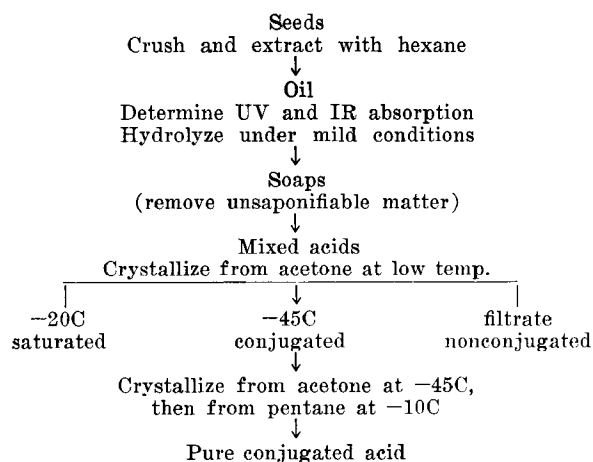 Seeds
Crush and extract with hexane
↓
Oil
Determine UV and IR absorption
Hydrolyze under mild conditions
↓
Soaps
(remove unsaponifiable matter)
↓
Mixed acids
Crystallize from acetone at low temp.
↓
−20C −45C filtrate
saturated conjugated nonconjugated
↓
Crystallize from acetone at −45C,
then from pentane at −10C
↓
Pure conjugated acid